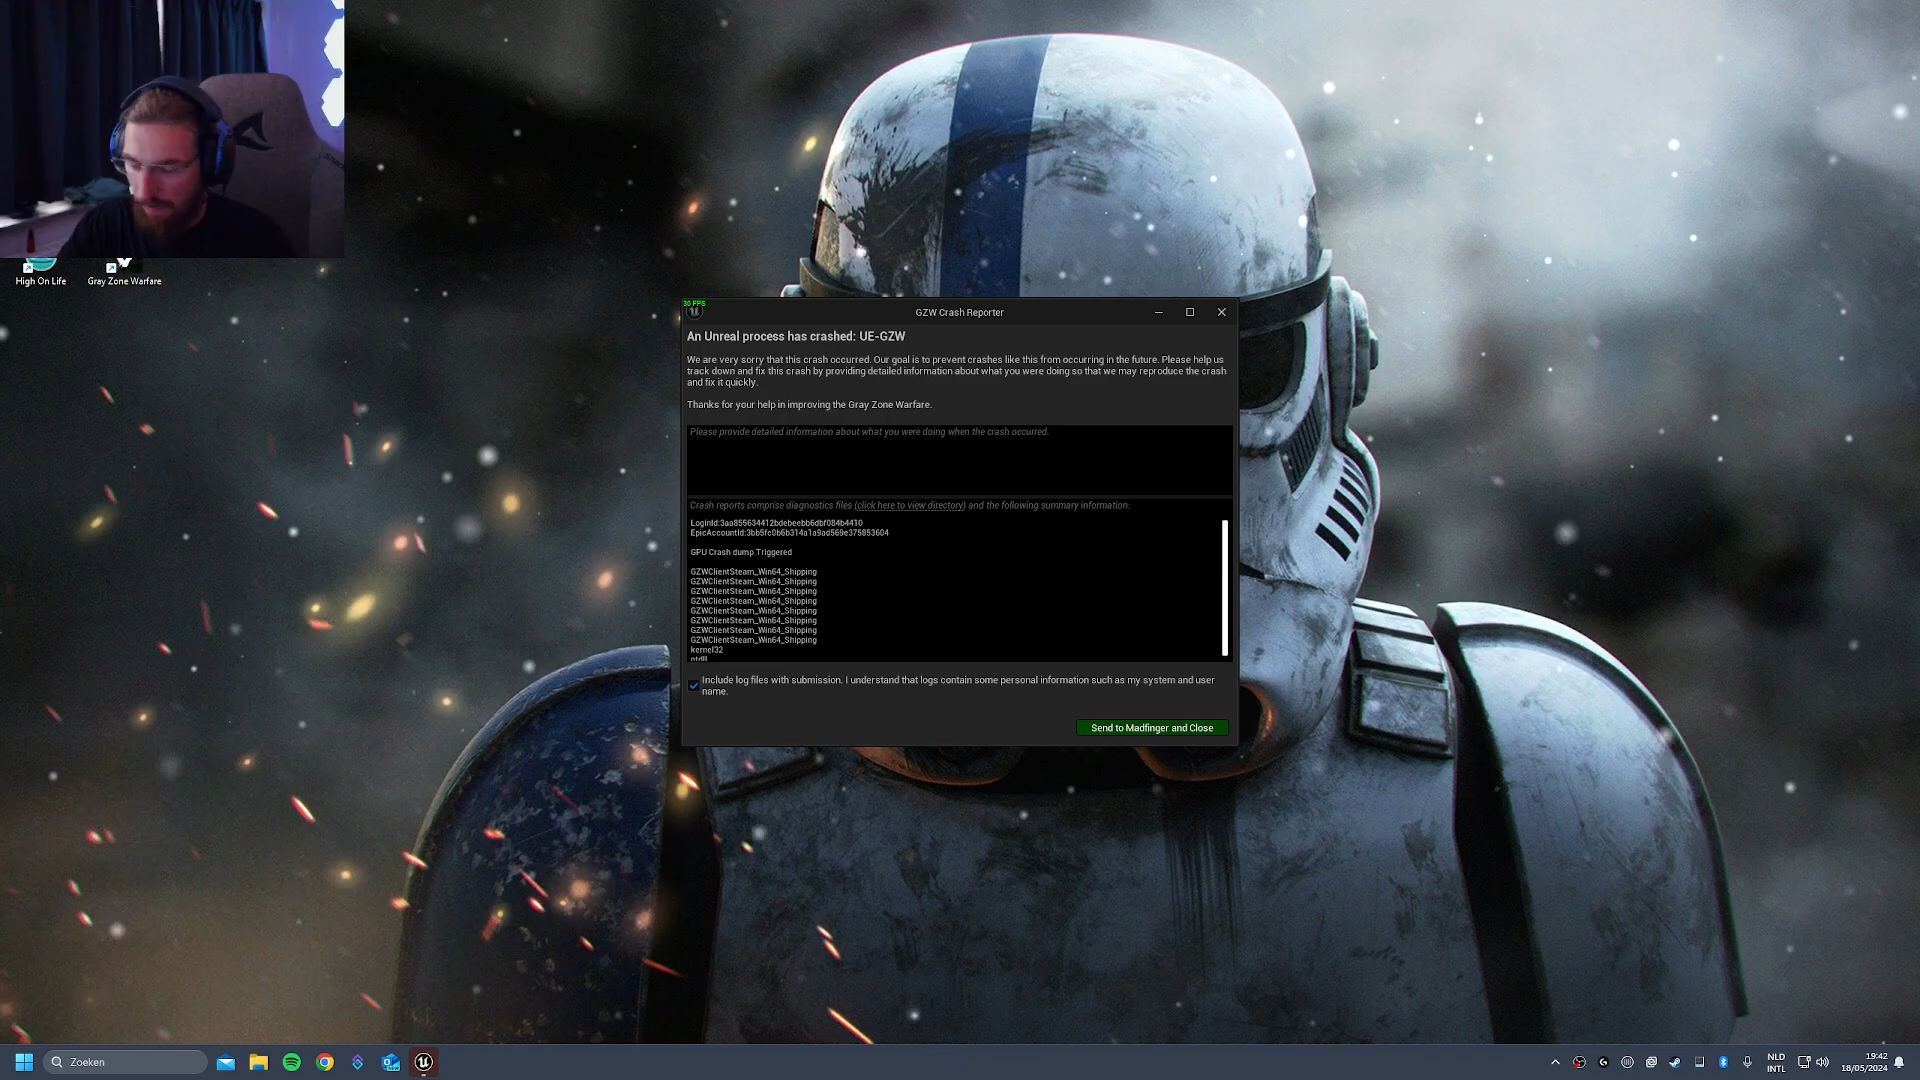 High On Life
Gray Zone Warfare
30 FPS
GZW Crash Reporter
An Unreal process has crashed: UE-GZW
We are very sorry that this crash occurred. Our goal is to prevent crashes like this from occurring in the future. Please help us
track down and fix this crash by providing detailed information about what you were doing so that we may reproduce the crash
and fix it quickly.
Thanks for your help in improving the Gray Zone Warfare.
Please provide detailed information about what you were doing when the crash occurred.
Crash reports comprise diagnostics files (click here to view directory) and the following summary information:
LoginId:3aa855634412bdebeebb6dbf084b4410
EpicAccountId:3bb5fc0b6b314a1a9ad569e375853604
GPU Crash dump Triggered
GZWClientSteam_Win64_Shipping
GZWClientSteam_Win64_Shipping
GZWClientSteam_Win64_Shipping
GZWClientSteam_Win64_Shipping
GZWClientSteam_Win64_Shipping
GZWClientSteam_Win64_Shipping
GZWClientSteam_Win64_Shipping
GZWClientSteam_Win64_Shipping
kernel32
ntdll
Include log files with submission. I understand that logs contain some personal information such as my system and user
name.
Send to Madfinger and Close
Zoeken
NLD
INTL
19:42
18/05/2024